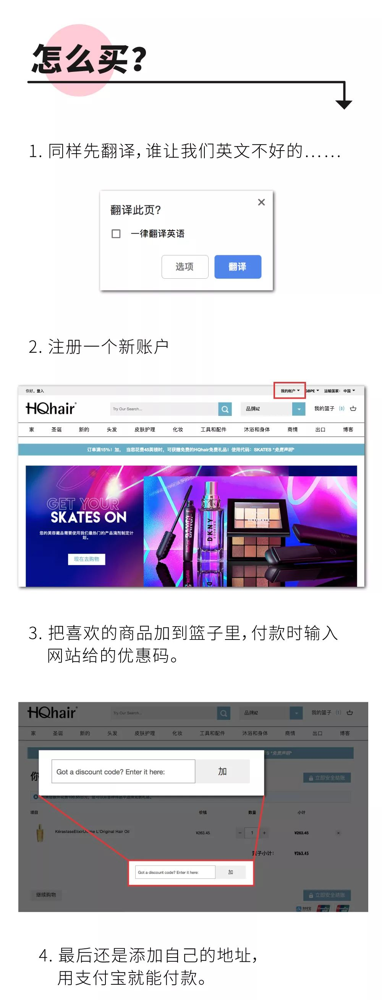 怎么买?
1. 同样先翻译，谁让我们英文不好的……
翻译此页?
一律翻译英语
选项
翻译
2. 注册一个新账户
你好。登入
我的帐户
GBP£
运输国家： 中国
HQhair®
Try Our Search...
品牌AZ
我的篮子 (0)
家 圣诞 新的 头发 皮肤护理 化妆 工具和配件 沐浴和身体 商情 出口 博客
订单满15%！加， 当您花费45英镑时，可获赠免费的HQhair免费礼品！使用代码：SKATES *免责声明*
GET YOUR
SKATES ON
您的美容藏品需要使用我们最热门的产品滴剂制定计
划。
现在去购物
BANG!
DKNY
STORIES
ULTIMATE
3. 把喜欢的商品加到篮子里，付款时输入
网站给的优惠码。
HQhair®
Try Our Search...
品牌AZ
我的篮子 (1)
家 圣诞 新的 头发 皮肤护理 化妆 工具和配件 沐浴和身体 商情 出口 博客
S *免责声明*
Got a discount code? Enter it here:
加
你
立即安全结账
项目 价钱 数量 小计
L'Original Hair Oil
¥263.45
− 1 +
¥263.45
×
篮子小计：
¥263.45
Got a discount code? Enter it here:
加
继续购物
立即安全结账
支付宝
UnionPay
UnionPay
4. 最后还是添加自己的地址，
用支付宝就能付款。